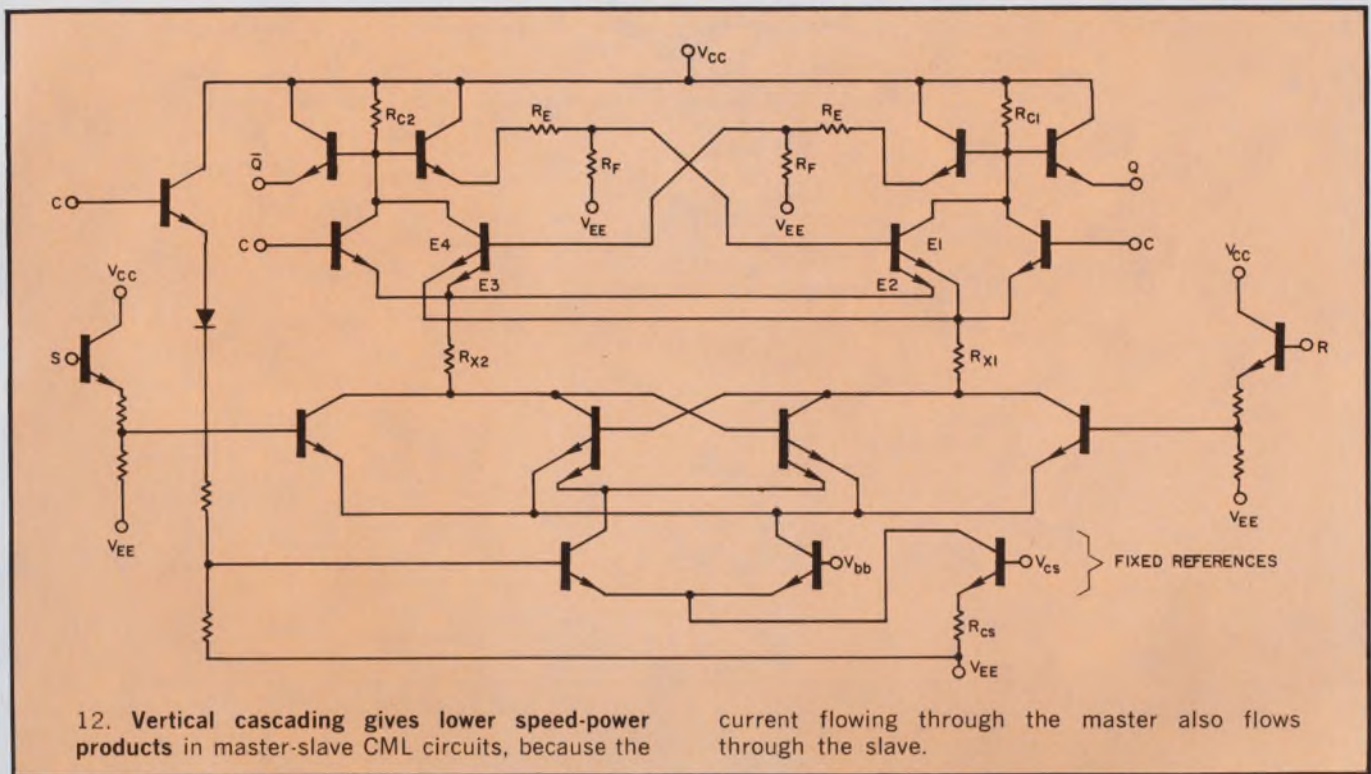 VCC
RC2
RE
RE
RC1
Q̅
RF
RF
Q
C
VEE
VEE
C
E4
E1
C
E3
E2
VCC
VCC
S
RX2
RX1
R
VEE
VEE
Vbb
Vcs
} FIXED REFERENCES
Rcs
VEE
12. Vertical cascading gives lower speed-power
products in master-slave CML circuits, because the
current flowing through the master also flows
through the slave.